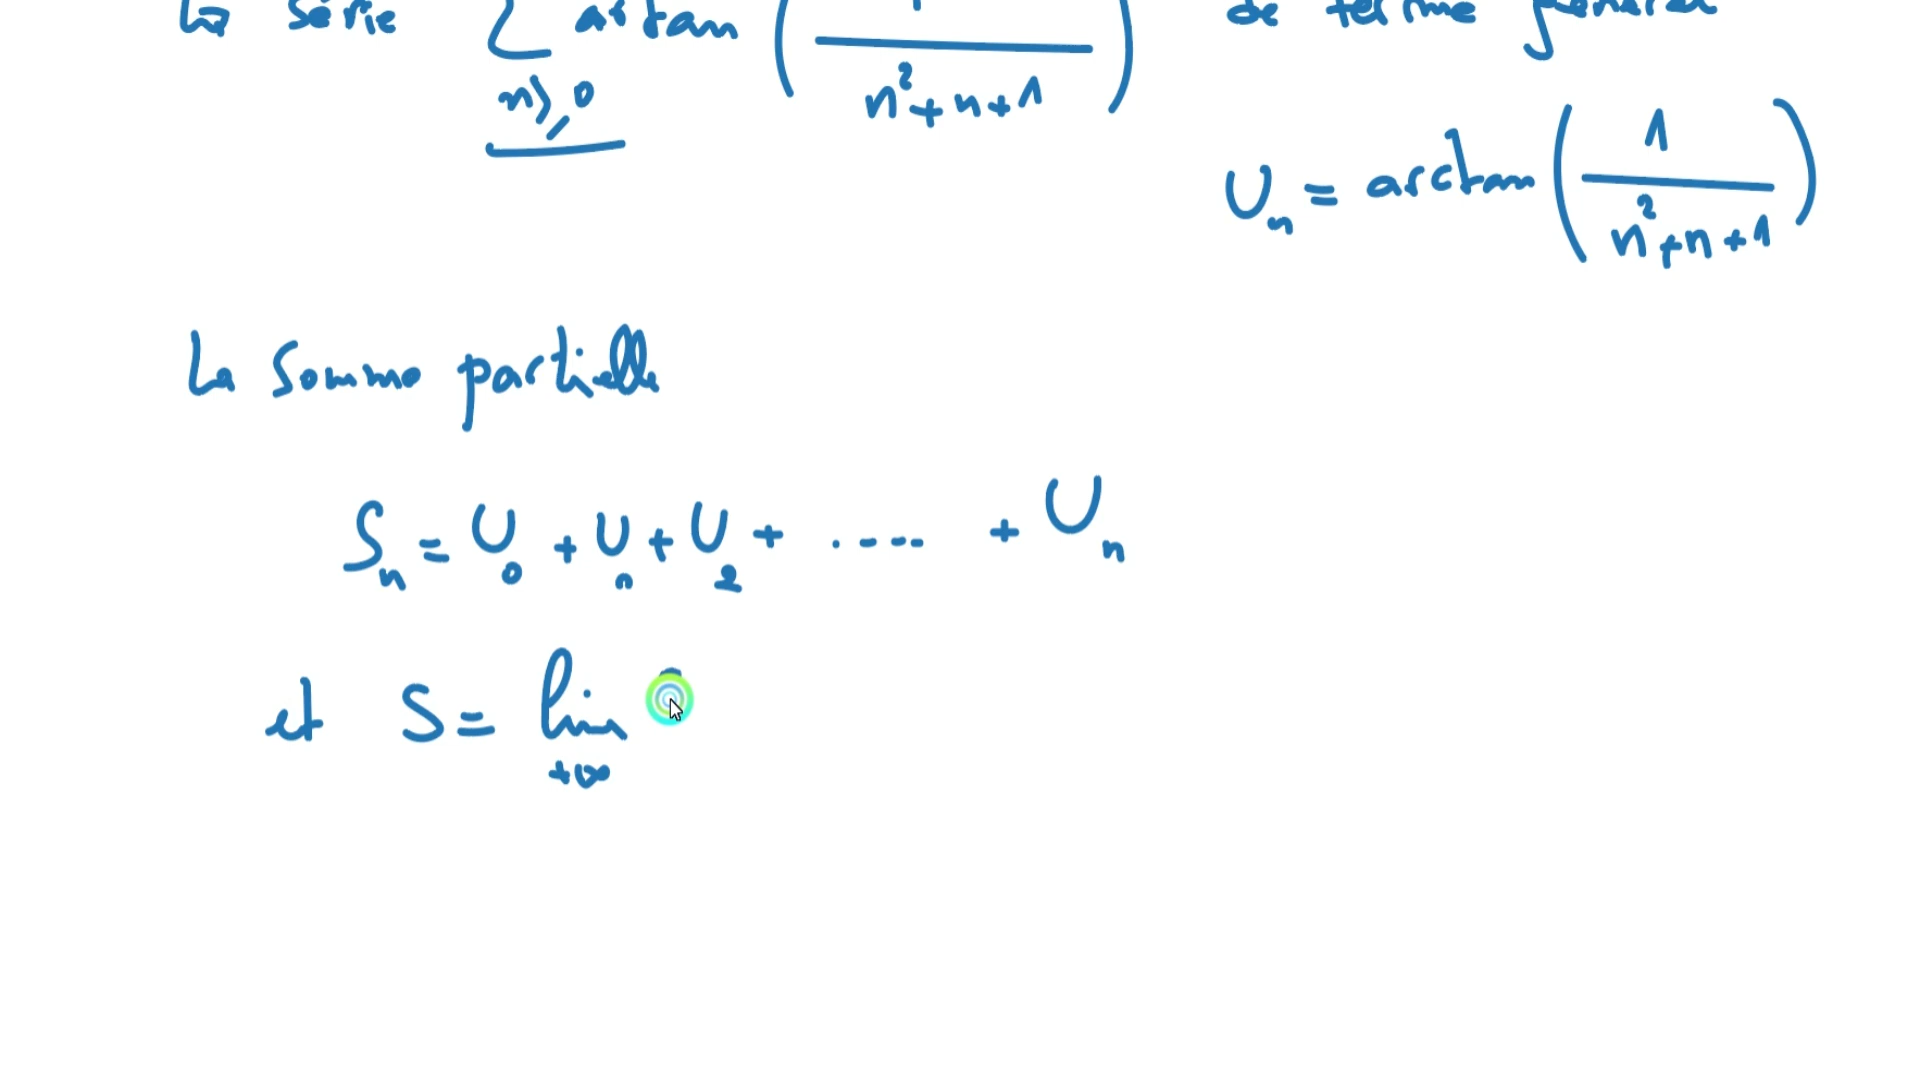 La série ∑ artan ( 1 / n²+n+1 ) de terme général
n⩾0
Un = arctan ( 1 / n²+n+1 )
La somme partielle
Sn = U0 + U1 + U2 + ..... + Un
et S = lim
+∞